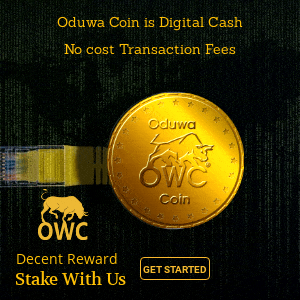 Oduwa Coin is Digital Cash
No cost Transaction Fees
Oduwa
OWC
Coin
OWC
Decent Reward
Stake With Us
GET STARTED